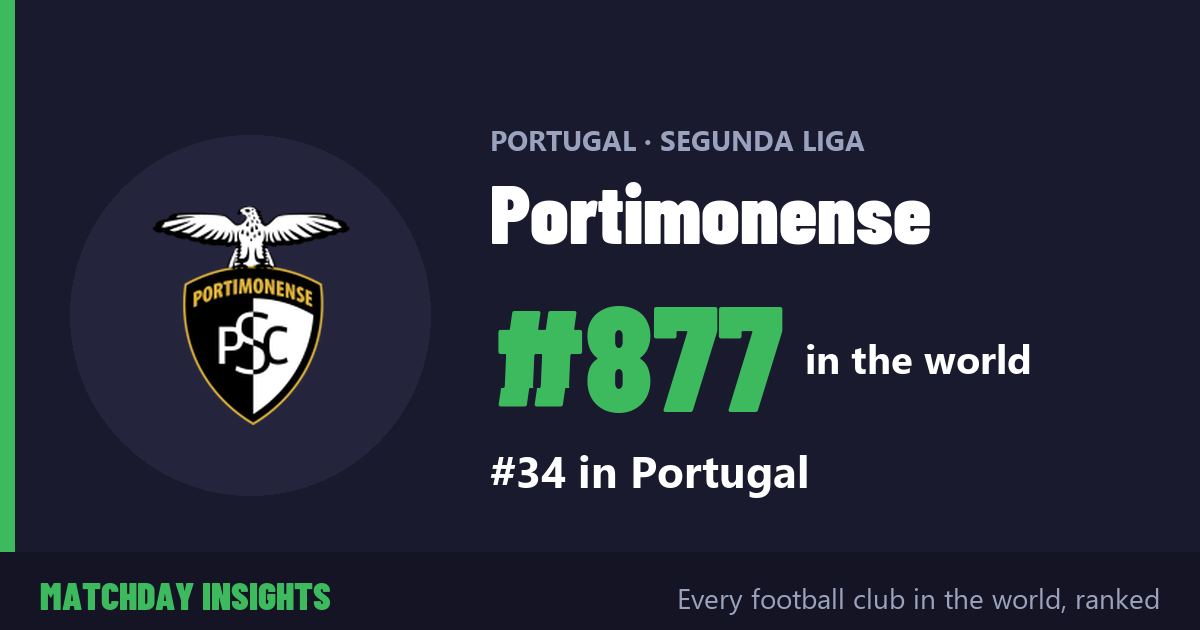 PORTUGAL · SEGUNDA LIGA
Portimonense
#877 in the world
#34 in Portugal
PORTIMONENSE
PSC
MATCHDAY INSIGHTS
Every football club in the world, ranked